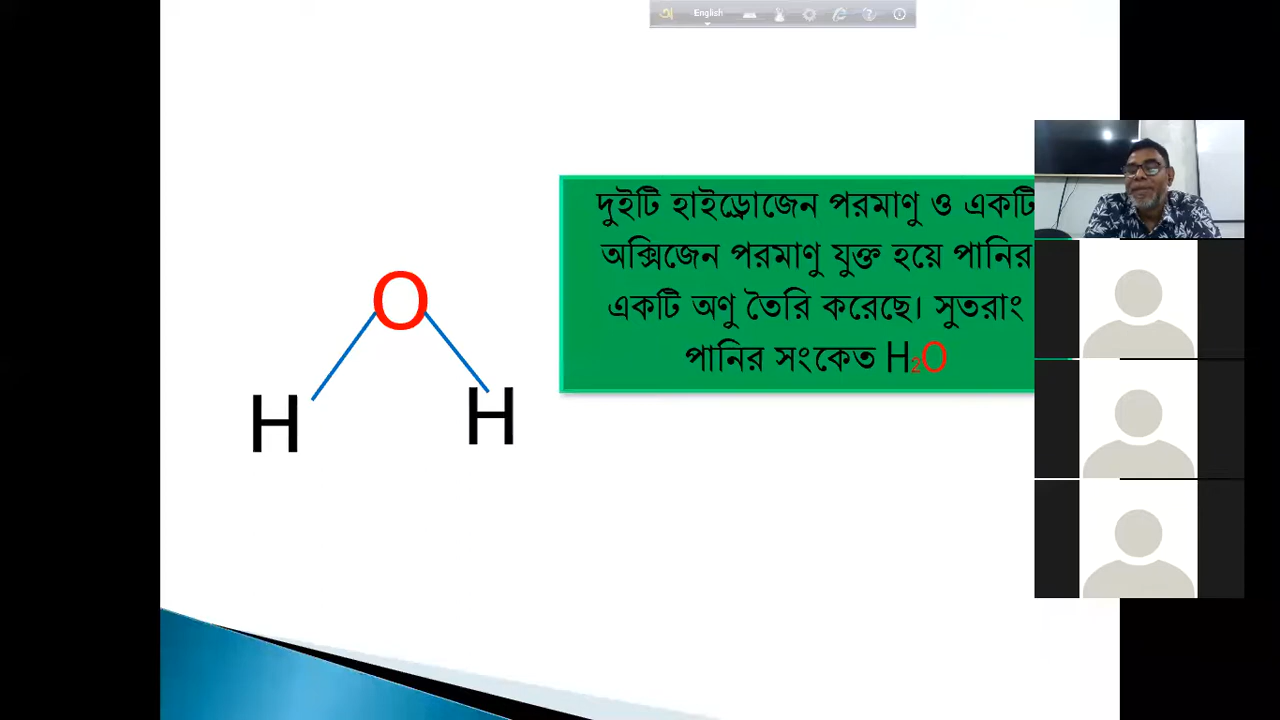 English
O
H
H
দুইটি হাইড্রোজেন পরমাণু ও একটি
অক্সিজেন পরমাণু যুক্ত হয়ে পানির
একটি অণু তৈরি করেছে। সুতরাং
পানির সংকেত H₂O